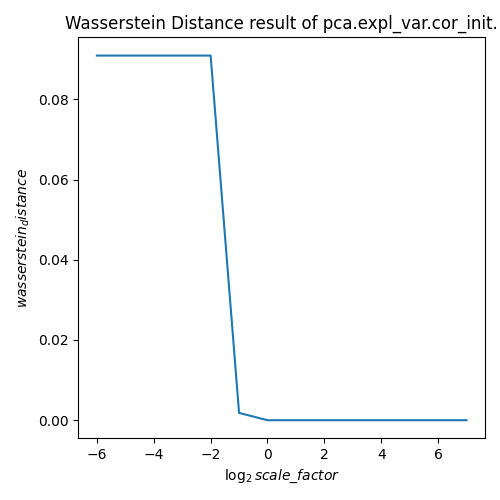 Wasserstein Distance result of pca.expl_var.cor_init.
0.08
0.06
0.04
0.02
0.00
wasserstein_distance
−6 −4 −2 0 2 4 6
log₂ scale_factor